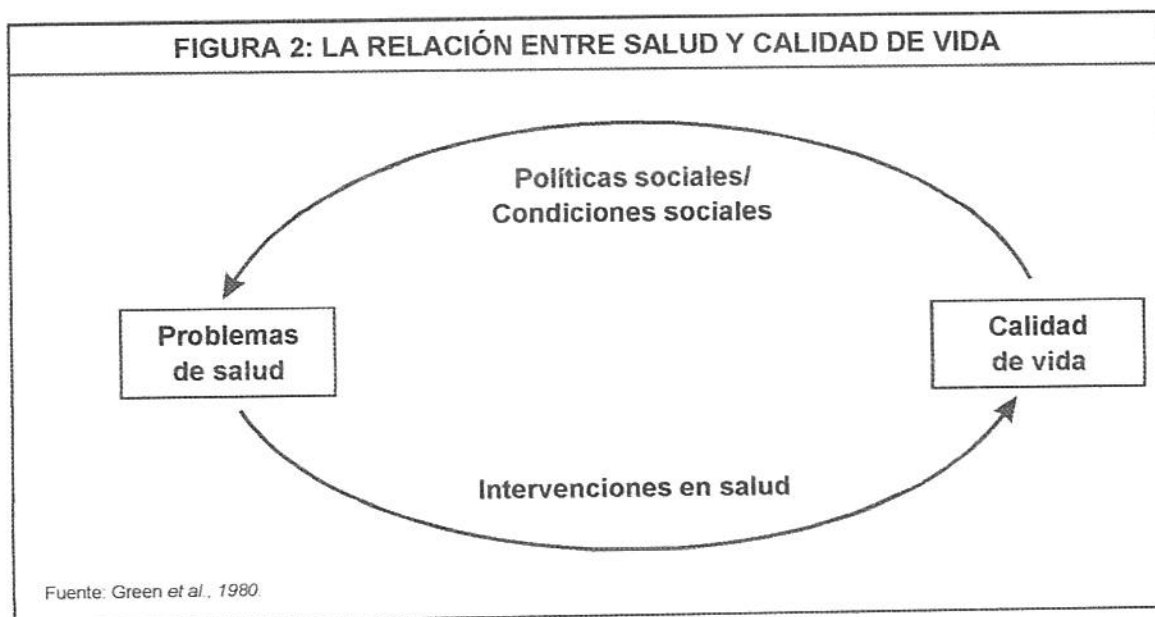 FIGURA 2: LA RELACIÓN ENTRE SALUD Y CALIDAD DE VIDA
Políticas sociales/
Condiciones sociales
Problemas
de salud
Calidad
de vida
Intervenciones en salud
Fuente: Green et al., 1980.